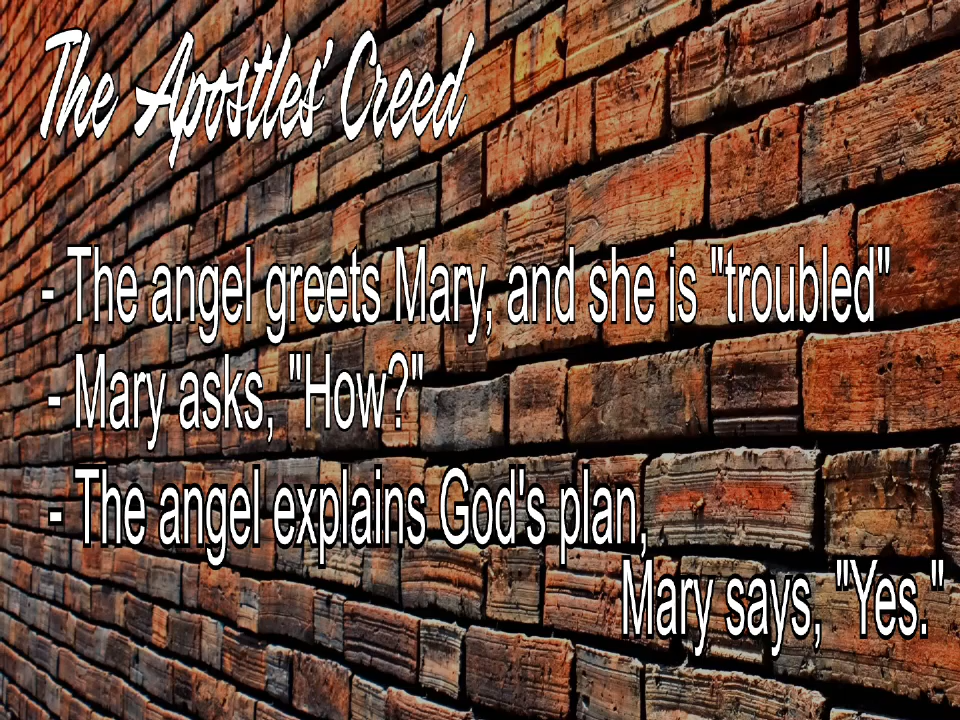 The Apostles' Creed
- The angel greets Mary, and she is "troubled"
- Mary asks, "How?"
- The angel explains God's plan,
Mary says, "Yes."